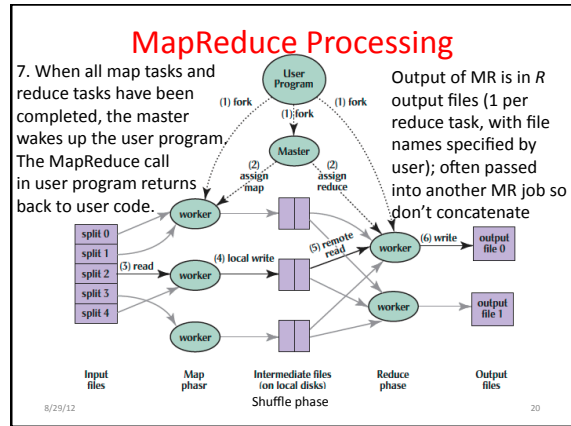 MapReduce Processing
7. When all map tasks and
reduce tasks have been
completed, the master
wakes up the user program.
The MapReduce call
in user program returns
back to user code.
User
Program
(1) fork
(1) fork
(1) fork
Master
(2)
assign
map
(2)
assign
reduce
Output of MR is in R
output files (1 per
reduce task, with file
names specified by
user); often passed
into another MR job so
don’t concatenate
split 0
split 1
split 2
split 3
split 4
(3) read
worker
worker
worker
(4) local write
(5) remote
read
worker
worker
(6) write
output
file 0
output
file 1
Input
files
Map
phasr
Intermediate files
(on local disks)
Reduce
phase
Output
files
Shuffle phase
8/29/12
20